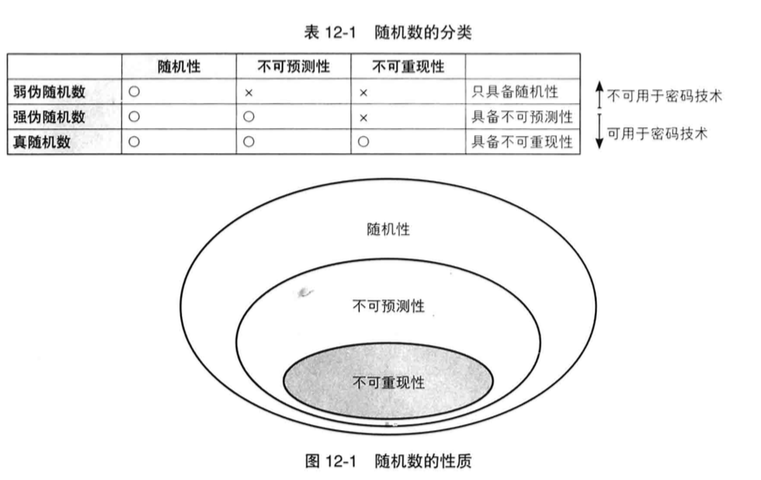 表 12-1 随机数的分类
随机性 不可预测性 不可重现性
弱伪随机数 ○ × × 只具备随机性
不可用于密码技术
强伪随机数 ○ ○ × 具备不可预测性
可用于密码技术
真随机数 ○ ○ ○ 具备不可重现性
随机性
不可预测性
不可重现性
图 12-1 随机数的性质